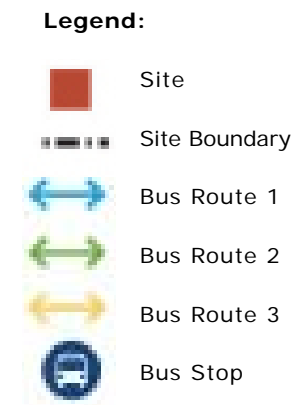 Legend:
Site
Site Boundary
Bus Route 1
Bus Route 2
Bus Route 3
Bus Stop